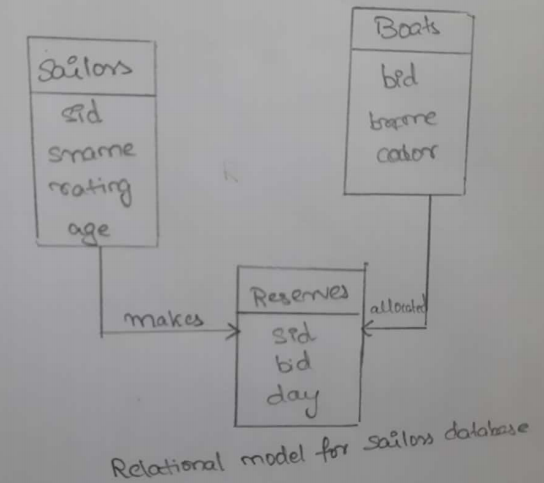 Sailors
sid
sname
rating
age
Boats
bid
bname
color
makes
Reserves
sid
bid
day
allocated
Relational model for sailors database